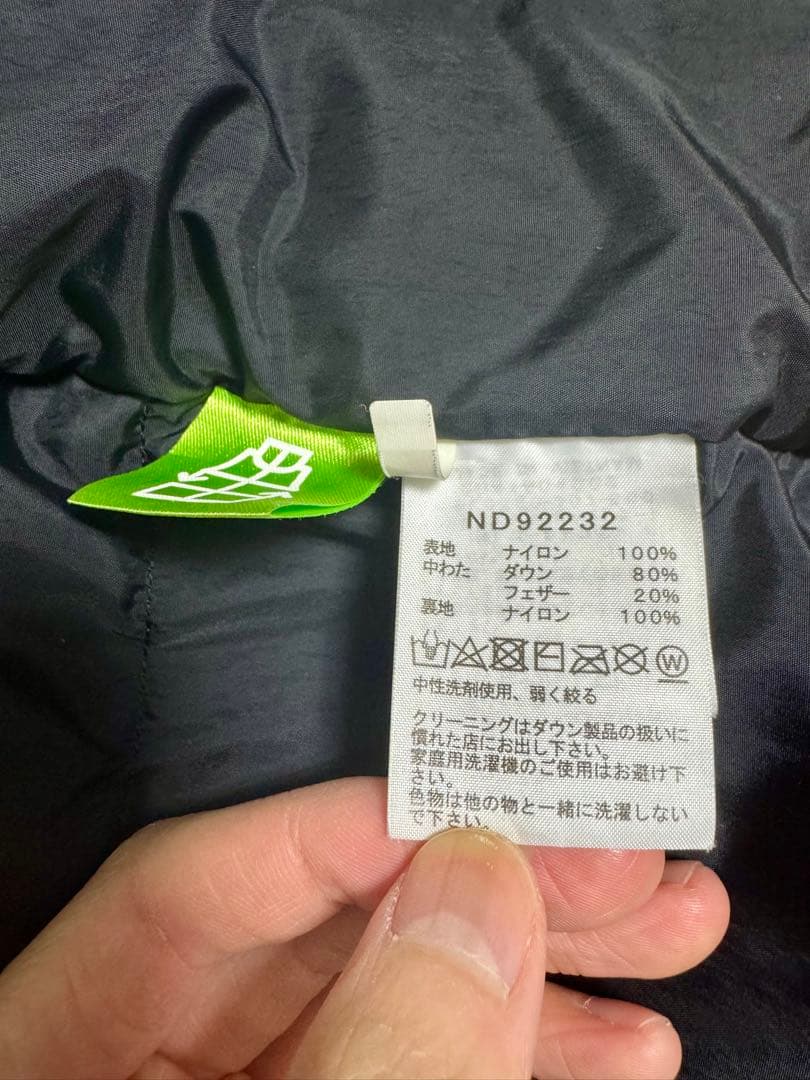 ND92232
表地 ナイロン 100%
中わた ダウン 80%
フェザー 20%
裏地 ナイロン 100%
W
中性洗剤使用、弱く絞る
クリーニングはダウン製品の扱いに
慣れた店にお出し下さい。
家庭用洗濯機のご使用はお避け下
さい。
色物は他の物と一緒に洗濯しない
で下さい。